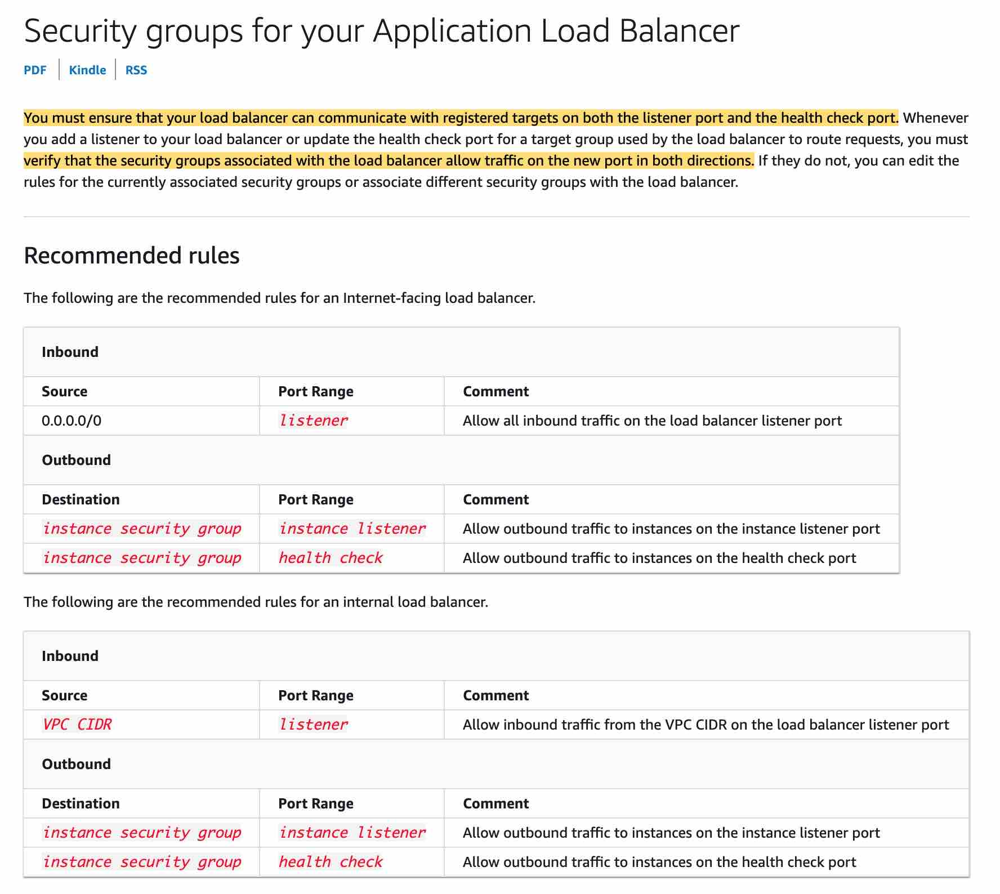 Security groups for your Application Load Balancer
PDF Kindle RSS
You must ensure that your load balancer can communicate with registered targets on both the listener port and the health check port. Whenever
you add a listener to your load balancer or update the health check port for a target group used by the load balancer to route requests, you must
verify that the security groups associated with the load balancer allow traffic on the new port in both directions. If they do not, you can edit the
rules for the currently associated security groups or associate different security groups with the load balancer.
Recommended rules
The following are the recommended rules for an Internet-facing load balancer.
Inbound
Source Port Range Comment
0.0.0.0/0 listener Allow all inbound traffic on the load balancer listener port
Outbound
Destination Port Range Comment
instance security group instance listener Allow outbound traffic to instances on the instance listener port
instance security group health check Allow outbound traffic to instances on the health check port
The following are the recommended rules for an internal load balancer.
Inbound
Source Port Range Comment
VPC CIDR listener Allow inbound traffic from the VPC CIDR on the load balancer listener port
Outbound
Destination Port Range Comment
instance security group instance listener Allow outbound traffic to instances on the instance listener port
instance security group health check Allow outbound traffic to instances on the health check port